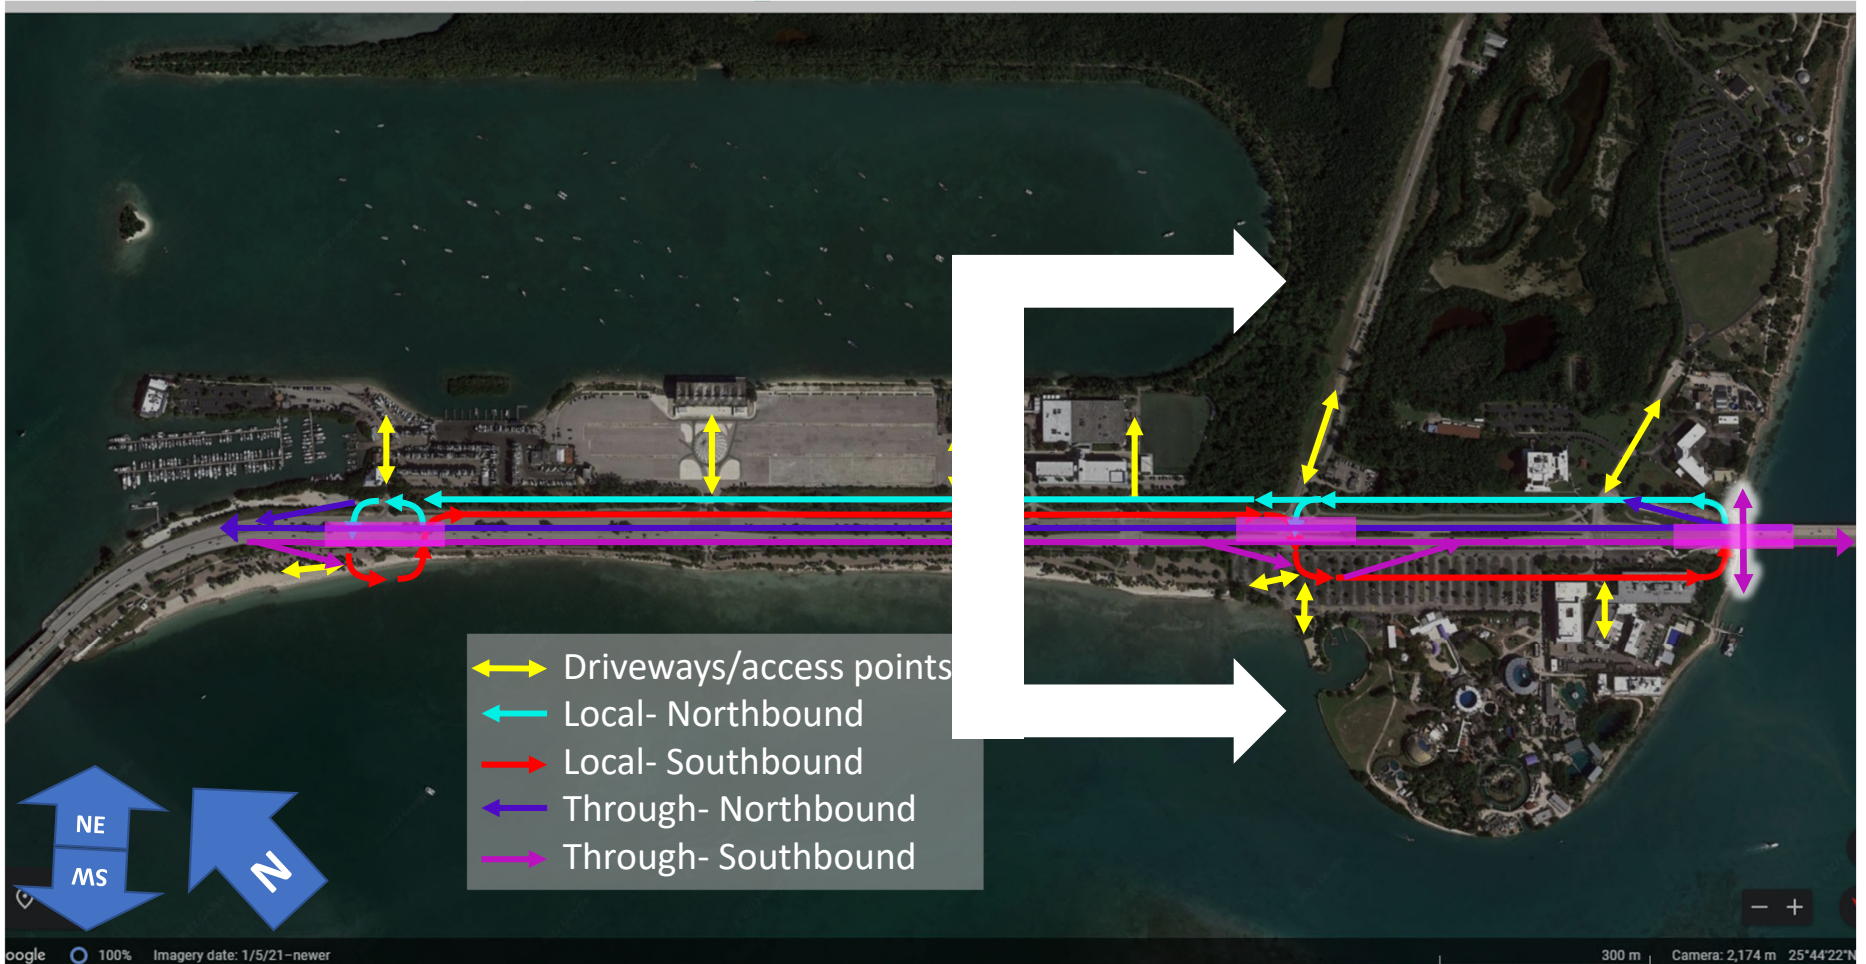 Driveways/access points
Local- Northbound
Local- Southbound
Through- Northbound
Through- Southbound
NE
SW
N
oogle 100% Imagery date: 1/5/21–newer 300 m Camera: 2,174 m 25°44'22"N